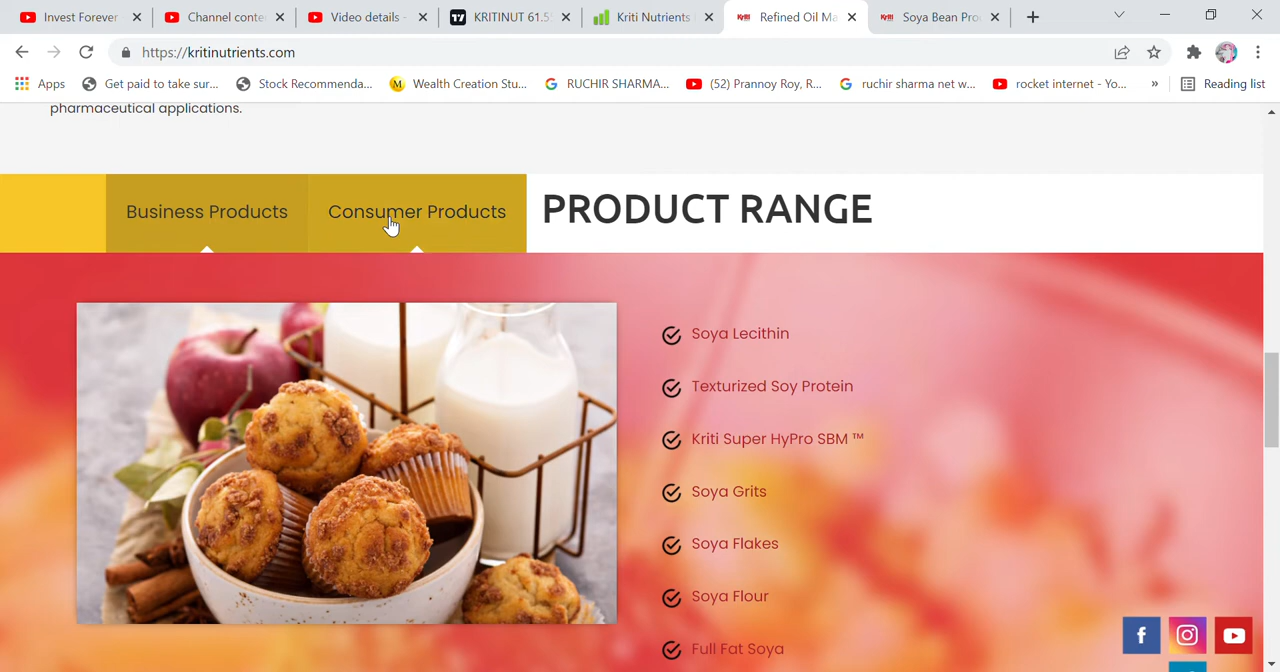 Invest Forever
Channel conte
Video details -
KRITINUT 61.5
Kriti Nutrients
Refined Oil Ma
Soya Bean Pro
https://kritinutrients.com
Apps
Get paid to take sur...
Stock Recommenda...
Wealth Creation Stu...
RUCHIR SHARMA...
(52) Prannoy Roy, R...
ruchir sharma net w...
rocket internet - Yo...
»
Reading list
pharmaceutical applications.
Business Products
Consumer Products
PRODUCT RANGE
Soya Lecithin
Texturized Soy Protein
Kriti Super HyPro SBM ™
Soya Grits
Soya Flakes
Soya Flour
Full Fat Soya